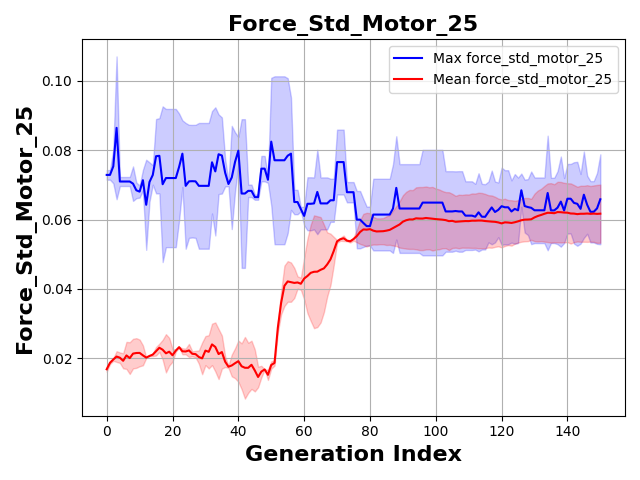 Force_Std_Motor_25
Max force_std_motor_25
Mean force_std_motor_25
Force_Std_Motor_25
0.10
0.08
0.06
0.04
0.02
0 20 40 60 80 100 120 140
Generation Index